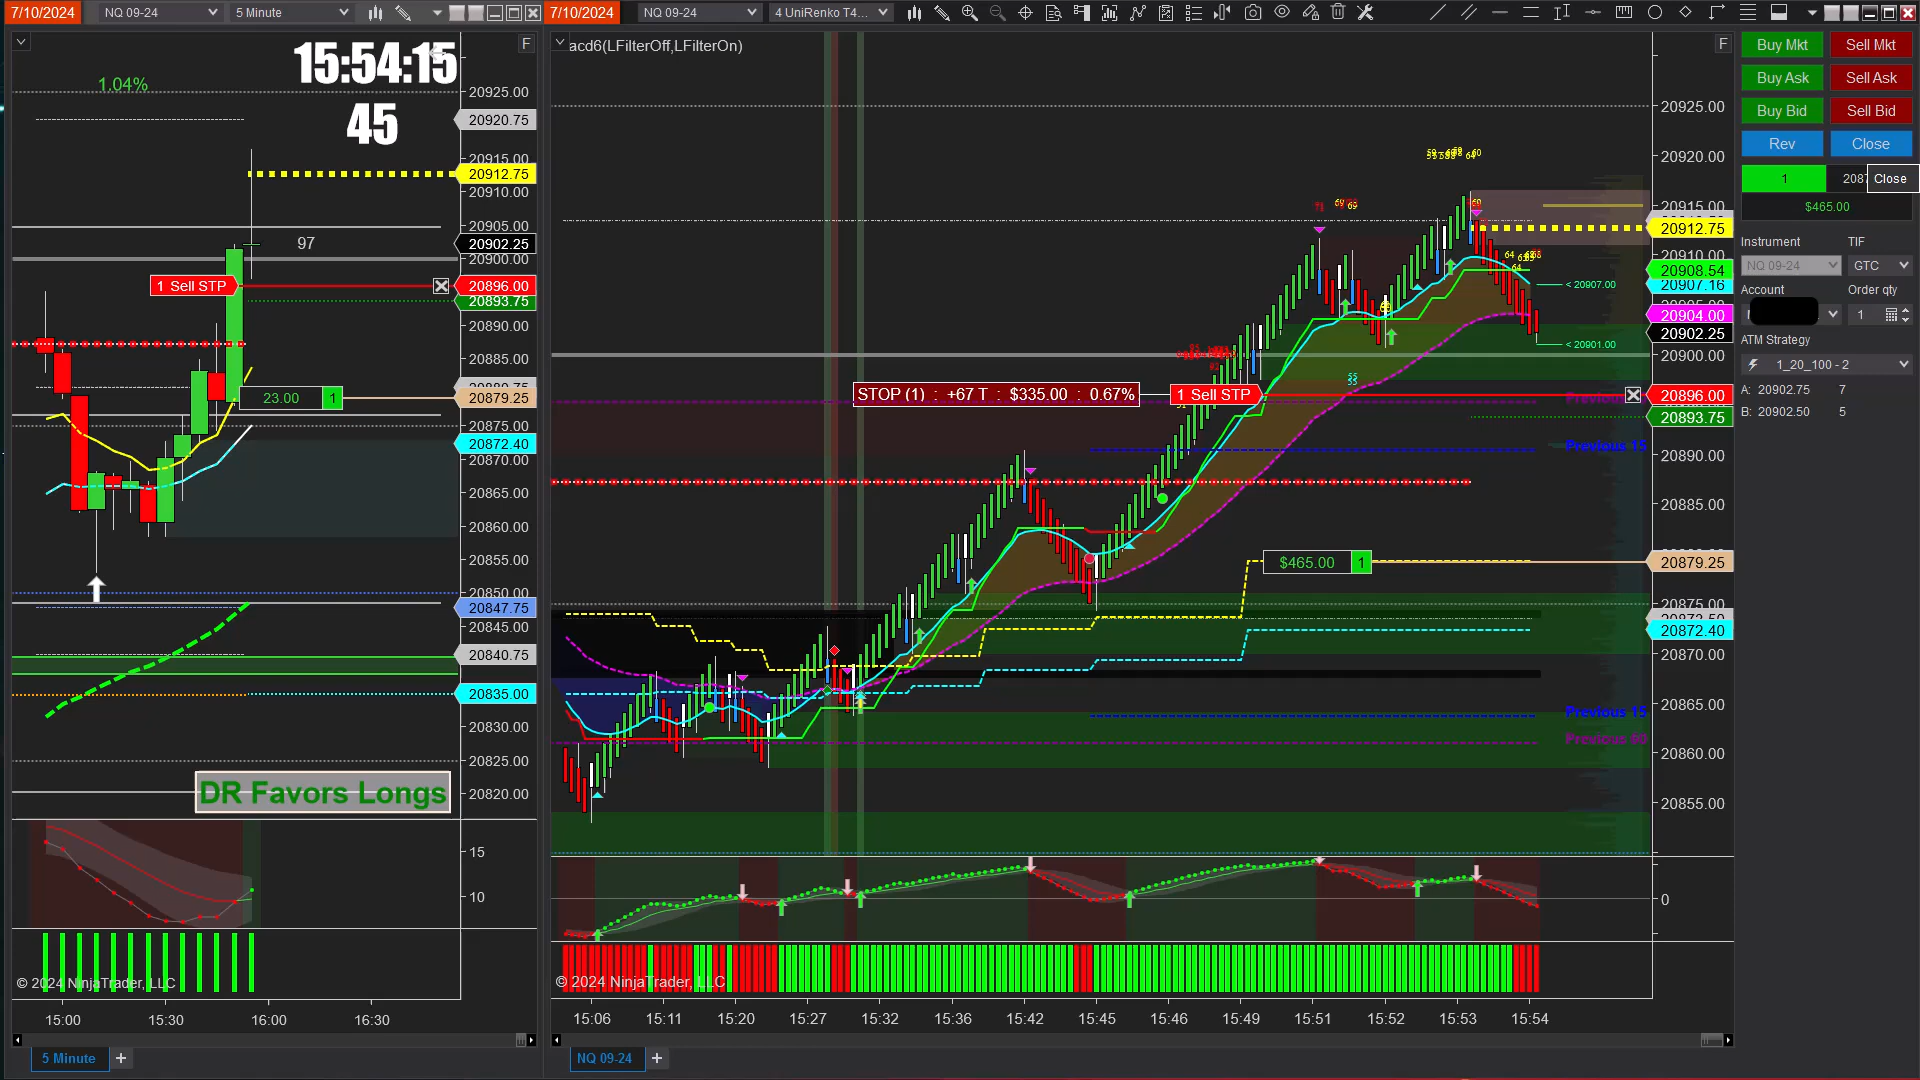 7/10/2024
NQ 09-24
5 Minute
7/10/2024
NQ 09-24
4 UniRenko T4...
F
15:54:15
45
1.04%
97
1 Sell STP
23.00 1
DR Favors Longs
20925.00
20920.75
20915.00
20912.75
20910.00
20905.00
20902.25
20900.00
20896.00
20893.75
20890.00
20885.00
20879.25
20875.00
20872.40
20870.00
20865.00
20860.00
20855.00
20850.00
20847.75
20845.00
20840.75
20835.00
20830.00
20825.00
20820.00
15
10
© 2024 NinjaTrader, LLC
15:00
15:30
16:00
16:30
5 Minute
+
acd6(LFilterOff,LFilterOn)
F
< 20907.00
< 20901.00
STOP (1) : +67 T : $335.00 : 0.67%
1 Sell STP
Previous 15
$465.00 1
Previous 15
Previous 90
20925.00
20920.00
20915.00
20912.75
20910.00
20908.54
20907.16
20904.00
20902.25
20900.00
20896.00
20893.75
20890.00
20885.00
20879.25
20875.00
20872.40
20870.00
20865.00
20860.00
20855.00
0
© 2024 NinjaTrader, LLC
15:06
15:11
15:20
15:27
15:32
15:36
15:42
15:45
15:46
15:49
15:51
15:52
15:53
15:54
NQ 09-24
+
Buy Mkt
Sell Mkt
Buy Ask
Sell Ask
Buy Bid
Sell Bid
Rev
Close
1
2087
Close
$465.00
Instrument
TIF
NQ 09-24
GTC
Account
Order qty
1
ATM Strategy
1_20_100 - 2
A: 20902.75 7
B: 20902.50 5